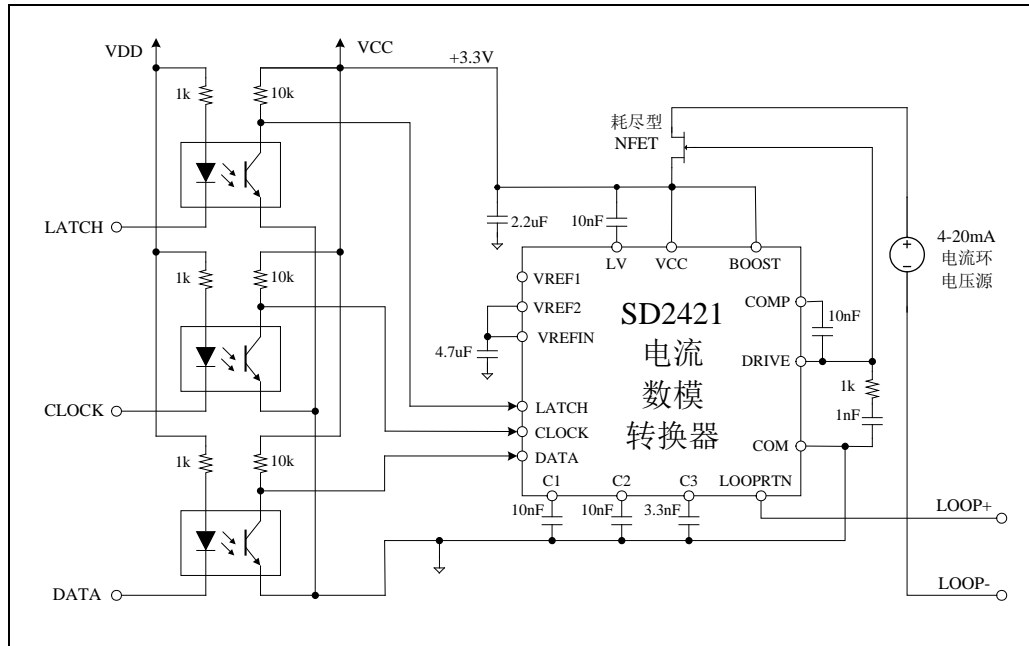 VDD
VCC
+3.3V
1k
10k
耗尽型
NFET
LATCH
2.2uF
10nF
4-20mA
电流环
电压源
LV
VCC
BOOST
1k
10k
VREF1
VREF2
VREFIN
COMP
SD2421
电流
数模
转换器
10nF
4.7uF
DRIVE
1k
CLOCK
LATCH
CLOCK
DATA
1nF
COM
1k
10k
C1
C2
C3
LOOPRTN
10nF
10nF
3.3nF
LOOP+
DATA
LOOP-